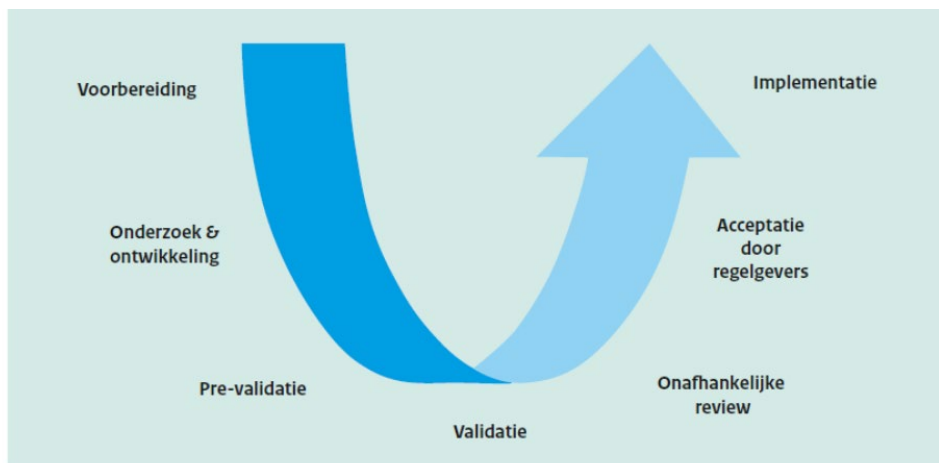 Voorbereiding
Onderzoek &
ontwikkeling
Pre-validatie
Validatie
Onafhankelijke
review
Acceptatie
door
regelgevers
Implementatie